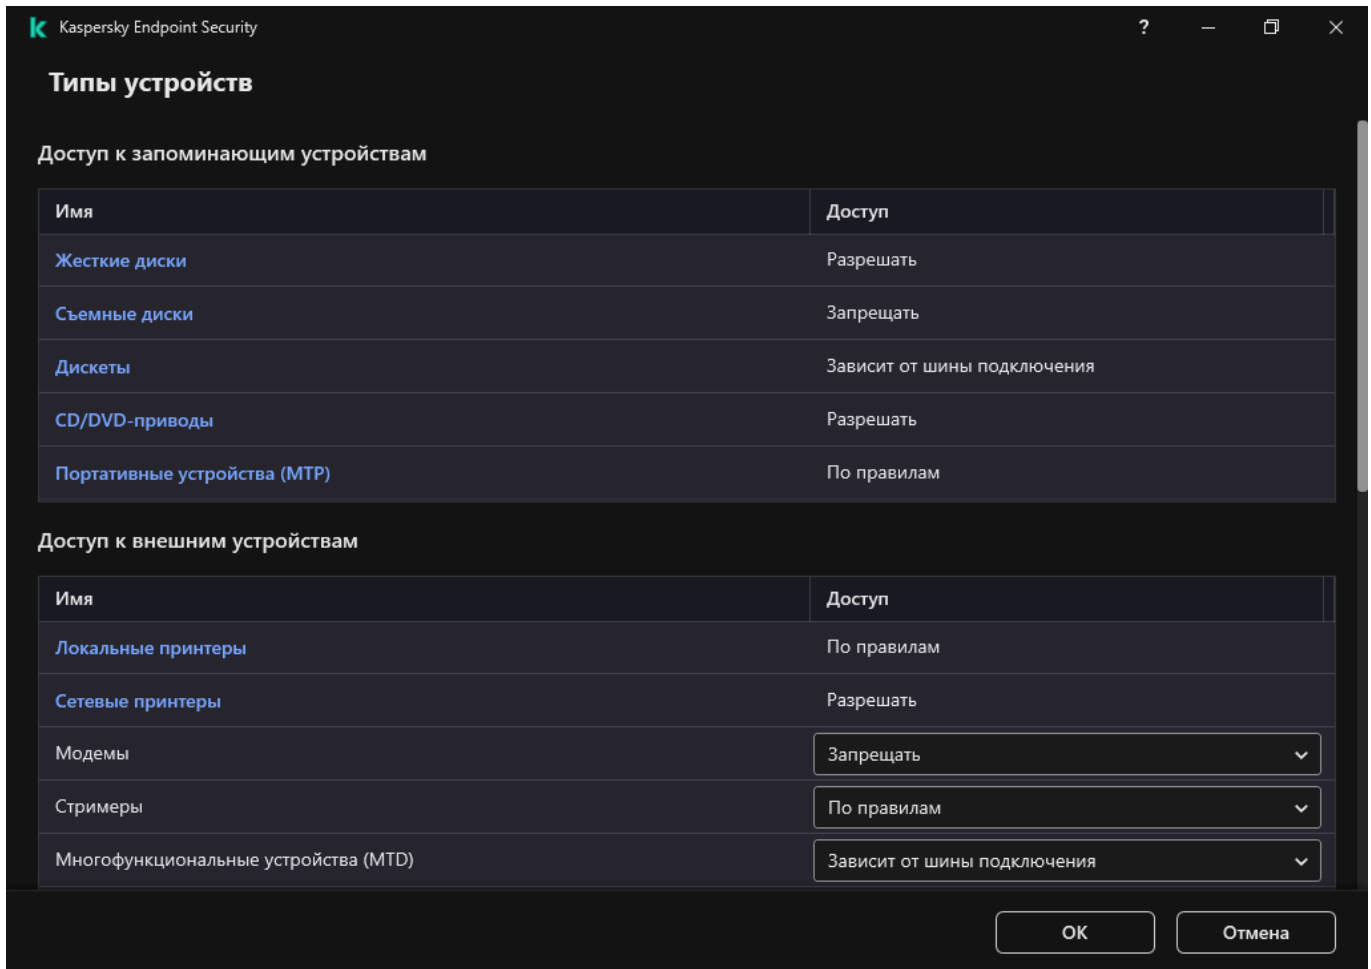 Kaspersky Endpoint Security ?
Типы устройств
Доступ к запоминающим устройствам
Имя Доступ
Жесткие диски Разрешать
Съемные диски Запрещать
Дискеты Зависит от шины подключения
CD/DVD-приводы Разрешать
Портативные устройства (MTP) По правилам
Доступ к внешним устройствам
Имя Доступ
Локальные принтеры По правилам
Сетевые принтеры Разрешать
Модемы Запрещать
Стримеры По правилам
Многофункциональные устройства (MTD) Зависит от шины подключения
ОК Отмена